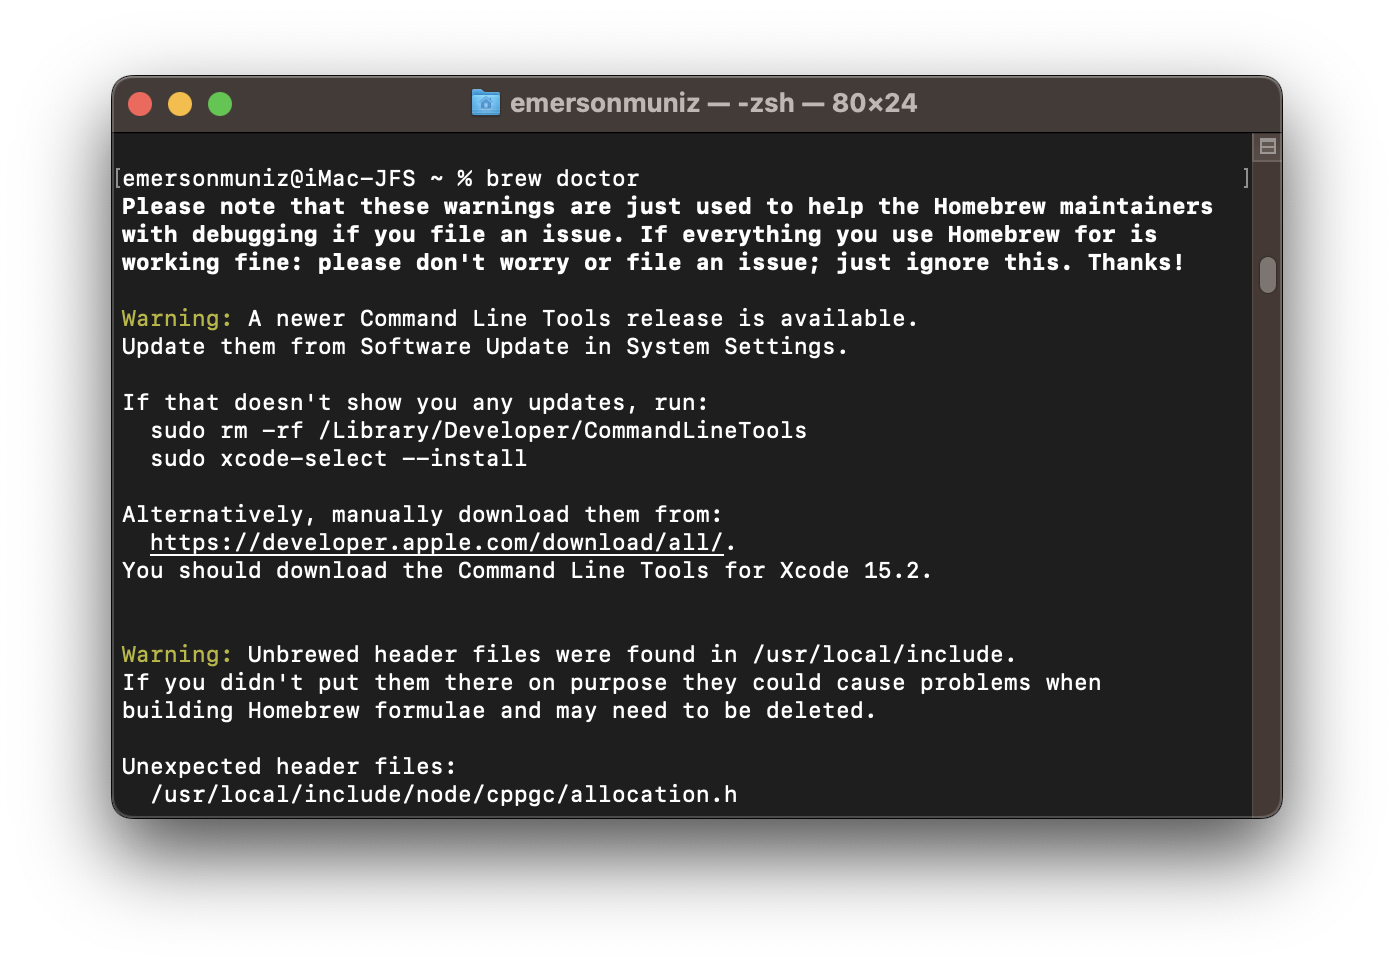 emersonmuniz — -zsh — 80×24
[emersonmuniz@iMac-JFS ~ % brew doctor ]
Please note that these warnings are just used to help the Homebrew maintainers
with debugging if you file an issue. If everything you use Homebrew for is
working fine: please don't worry or file an issue; just ignore this. Thanks!
Warning: A newer Command Line Tools release is available.
Update them from Software Update in System Settings.
If that doesn't show you any updates, run:
sudo rm -rf /Library/Developer/CommandLineTools
sudo xcode-select --install
Alternatively, manually download them from:
https://developer.apple.com/download/all/.
You should download the Command Line Tools for Xcode 15.2.
Warning: Unbrewed header files were found in /usr/local/include.
If you didn't put them there on purpose they could cause problems when
building Homebrew formulae and may need to be deleted.
Unexpected header files:
/usr/local/include/node/cppgc/allocation.h